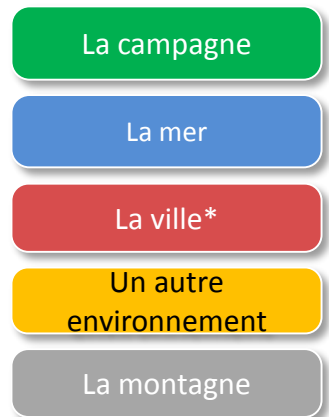 La campagne
La mer
La ville*
Un autre
environnement
La montagne